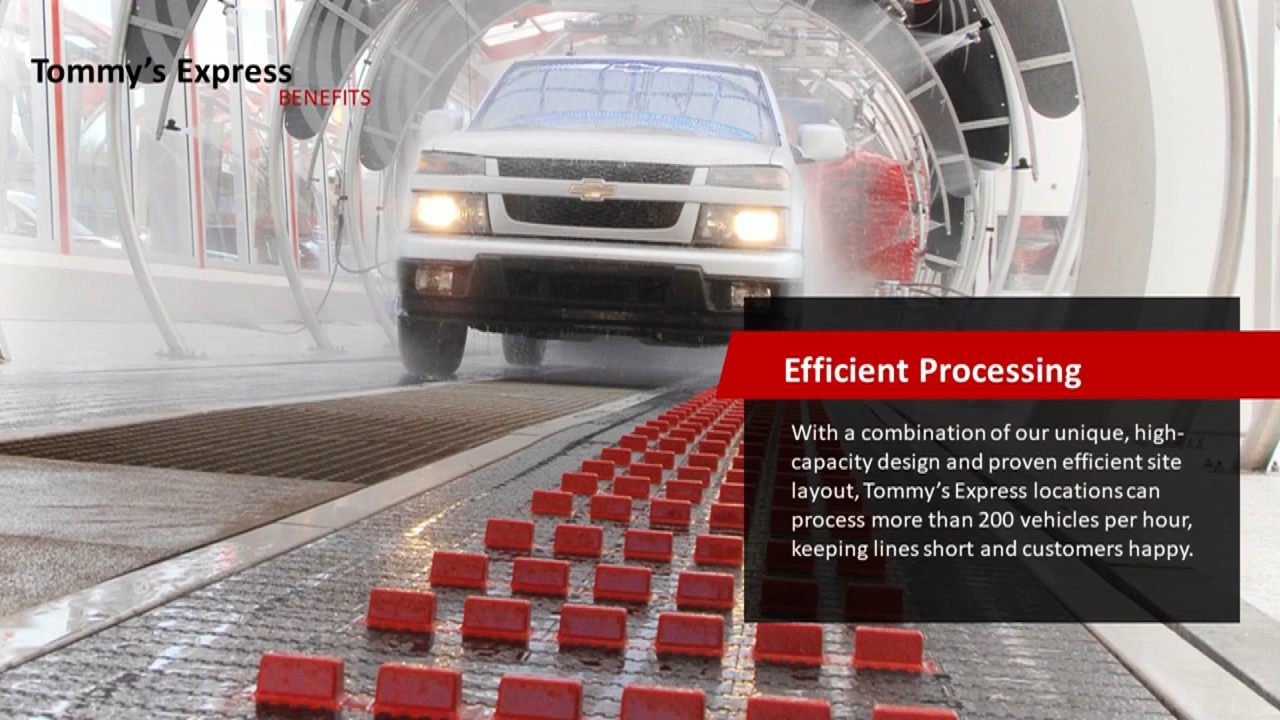 Tommy's Express
BENEFITS
Efficient Processing
With a combination of our unique, high-
capacity design and proven efficient site
layout, Tommy's Express locations can
process more than 200 vehicles per hour,
keeping lines short and customers happy.